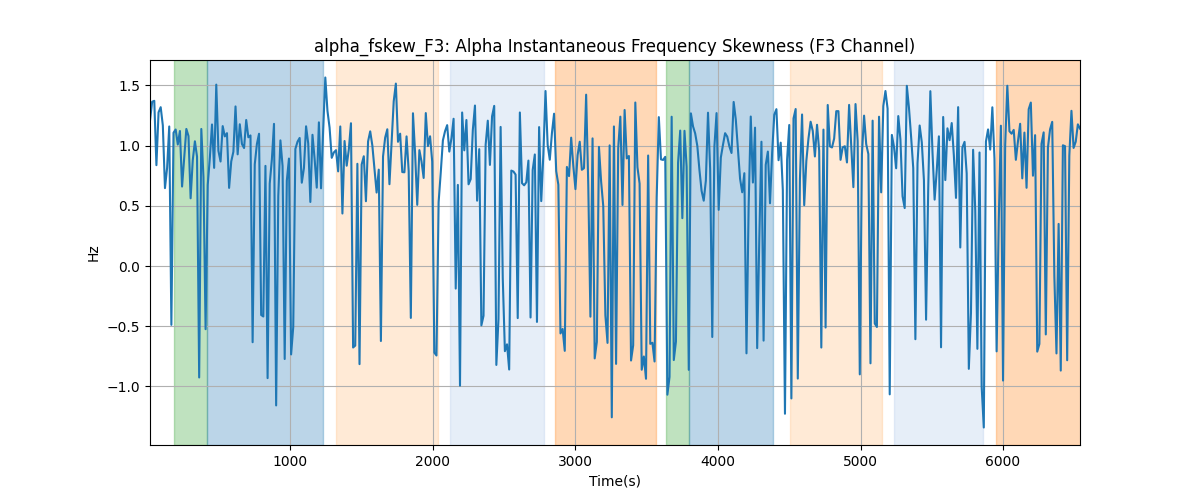 alpha_fskew_F3: Alpha Instantaneous Frequency Skewness (F3 Channel)
1.5
1.0
0.5
0.0
−0.5
−1.0
Hz
1000 2000 3000 4000 5000 6000
Time(s)